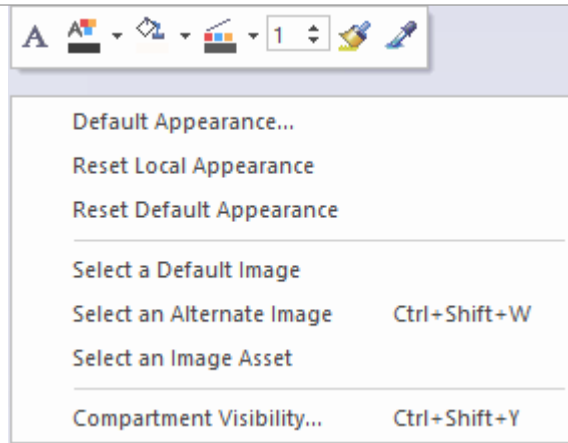 A A 1
Default Appearance...
Reset Local Appearance
Reset Default Appearance
Select a Default Image
Select an Alternate Image Ctrl+Shift+W
Select an Image Asset
Compartment Visibility... Ctrl+Shift+Y